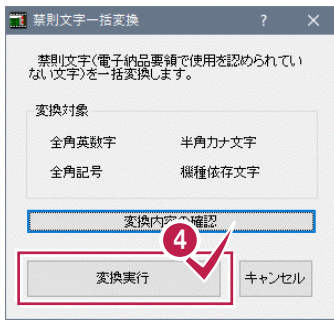 禁則文字一括変換 ? ×
禁則文字(電子納品要領で使用を認められてい
ない文字)を一括変換します。
変換対象
全角英数字 半角カナ文字
全角記号 機種依存文字
変換内容の確認
4
変換実行 キャンセル